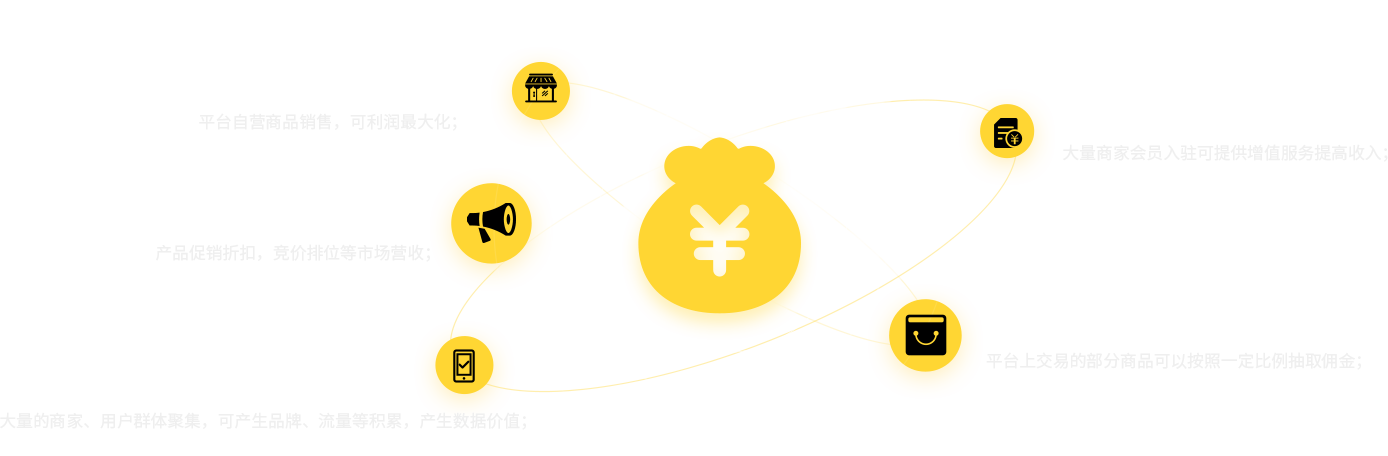 平台自营商品销售，可利润最大化；
大量商家会员入驻可提供增值服务提高收入；
产品促销折扣，竞价排位等市场营收；
平台上交易的部分商品可以按照一定比例抽取佣金；
大量的商家、用户群体聚集，可产生品牌、流量等积累，产生数据价值；